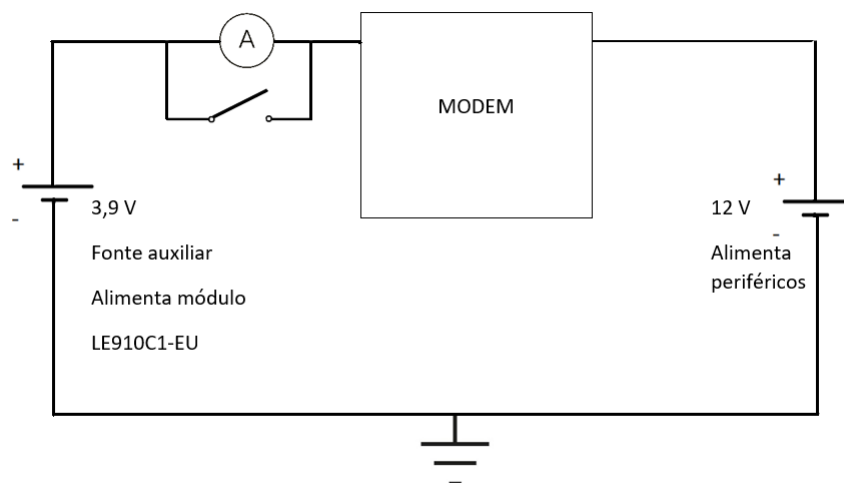 A
MODEM
+
-
3,9 V
Fonte auxiliar
Alimenta módulo
LE910C1-EU
+
12 V
-
Alimenta
periféricos